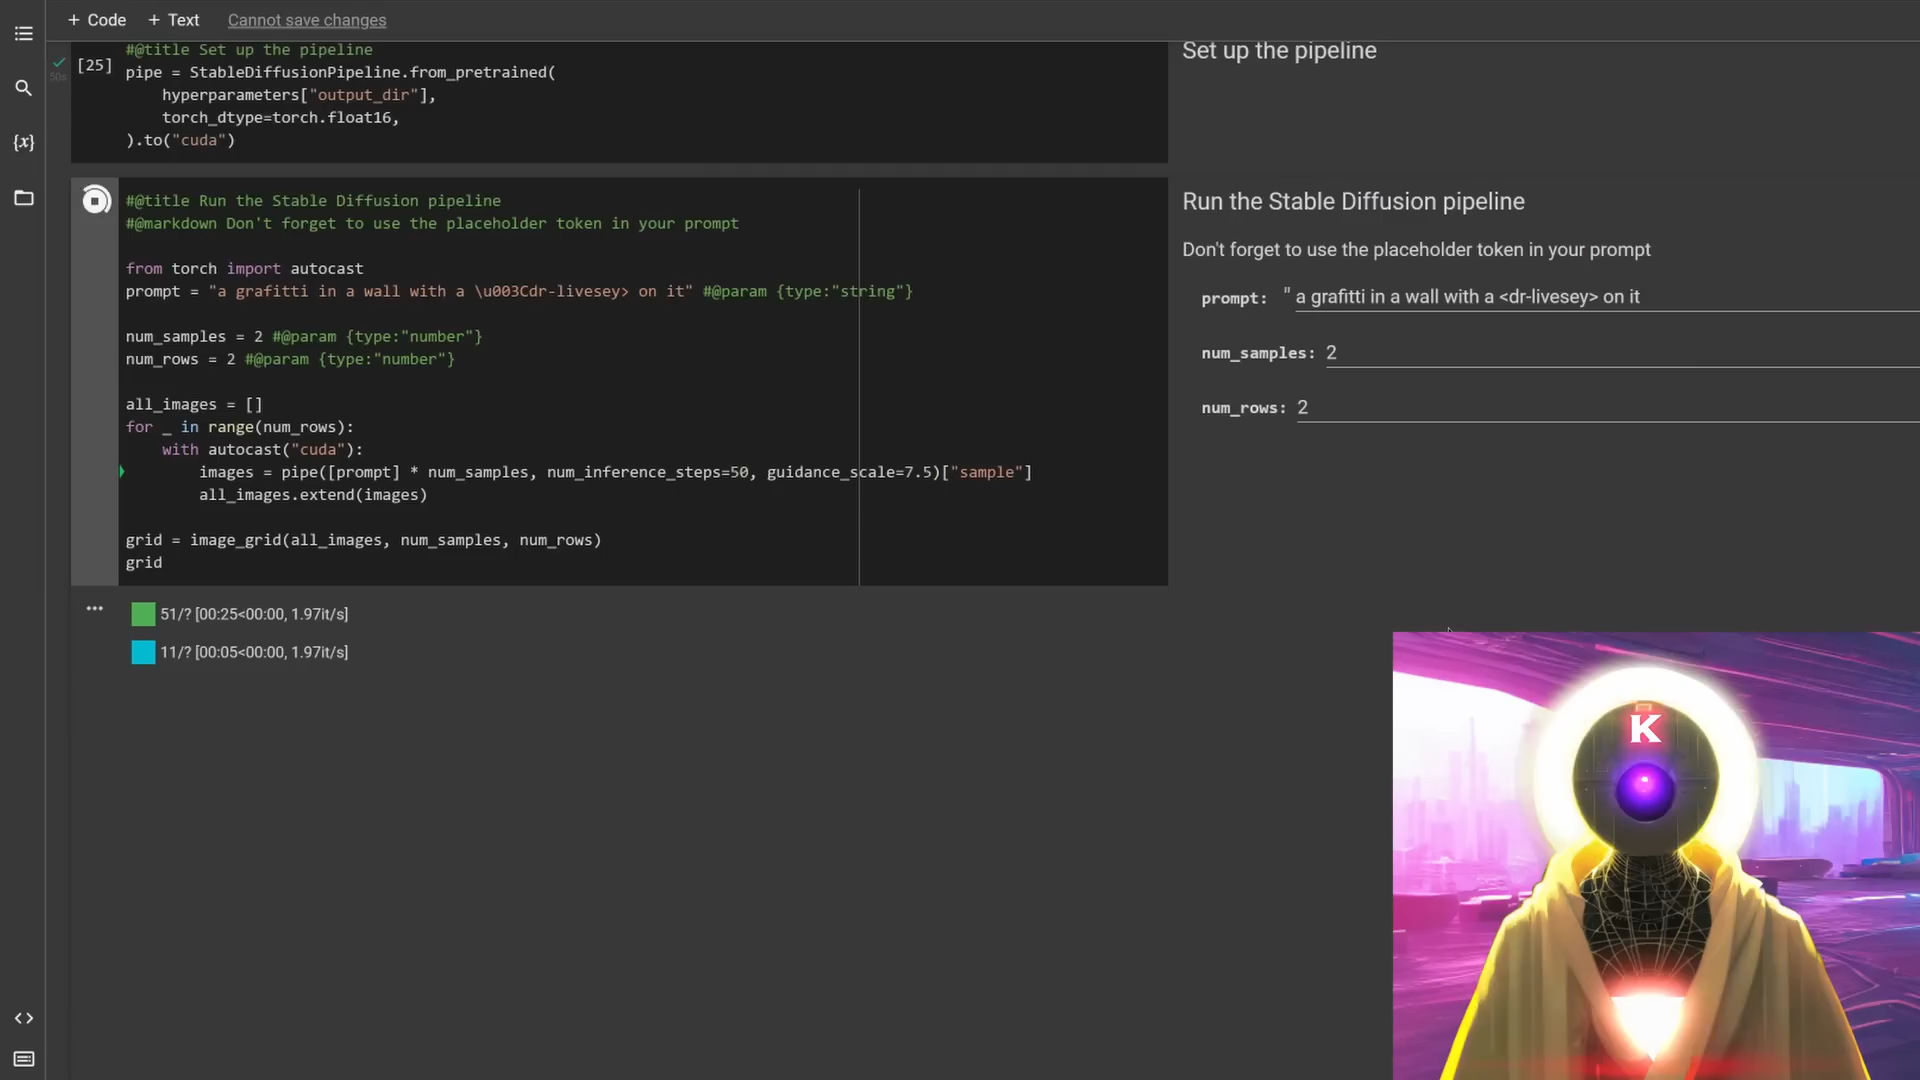 + Code + Text Cannot save changes
#@title Set up the pipeline
[25] pipe = StableDiffusionPipeline.from_pretrained(
50s
hyperparameters["output_dir"],
torch_dtype=torch.float16,
).to("cuda")
Set up the pipeline
{x}
#@title Run the Stable Diffusion pipeline
#@markdown Don't forget to use the placeholder token in your prompt
from torch import autocast
prompt = "a grafitti in a wall with a \u003Cdr-livesey> on it" #@param {type:"string"}
num_samples = 2 #@param {type:"number"}
num_rows = 2 #@param {type:"number"}
all_images = []
for _ in range(num_rows):
with autocast("cuda"):
images = pipe([prompt] * num_samples, num_inference_steps=50, guidance_scale=7.5)["sample"]
all_images.extend(images)
grid = image_grid(all_images, num_samples, num_rows)
grid
Run the Stable Diffusion pipeline
Don't forget to use the placeholder token in your prompt
prompt: " a grafitti in a wall with a <dr-livesey> on it
num_samples: 2
num_rows: 2
51/? [00:25<00:00, 1.97it/s]
11/? [00:05<00:00, 1.97it/s]
K